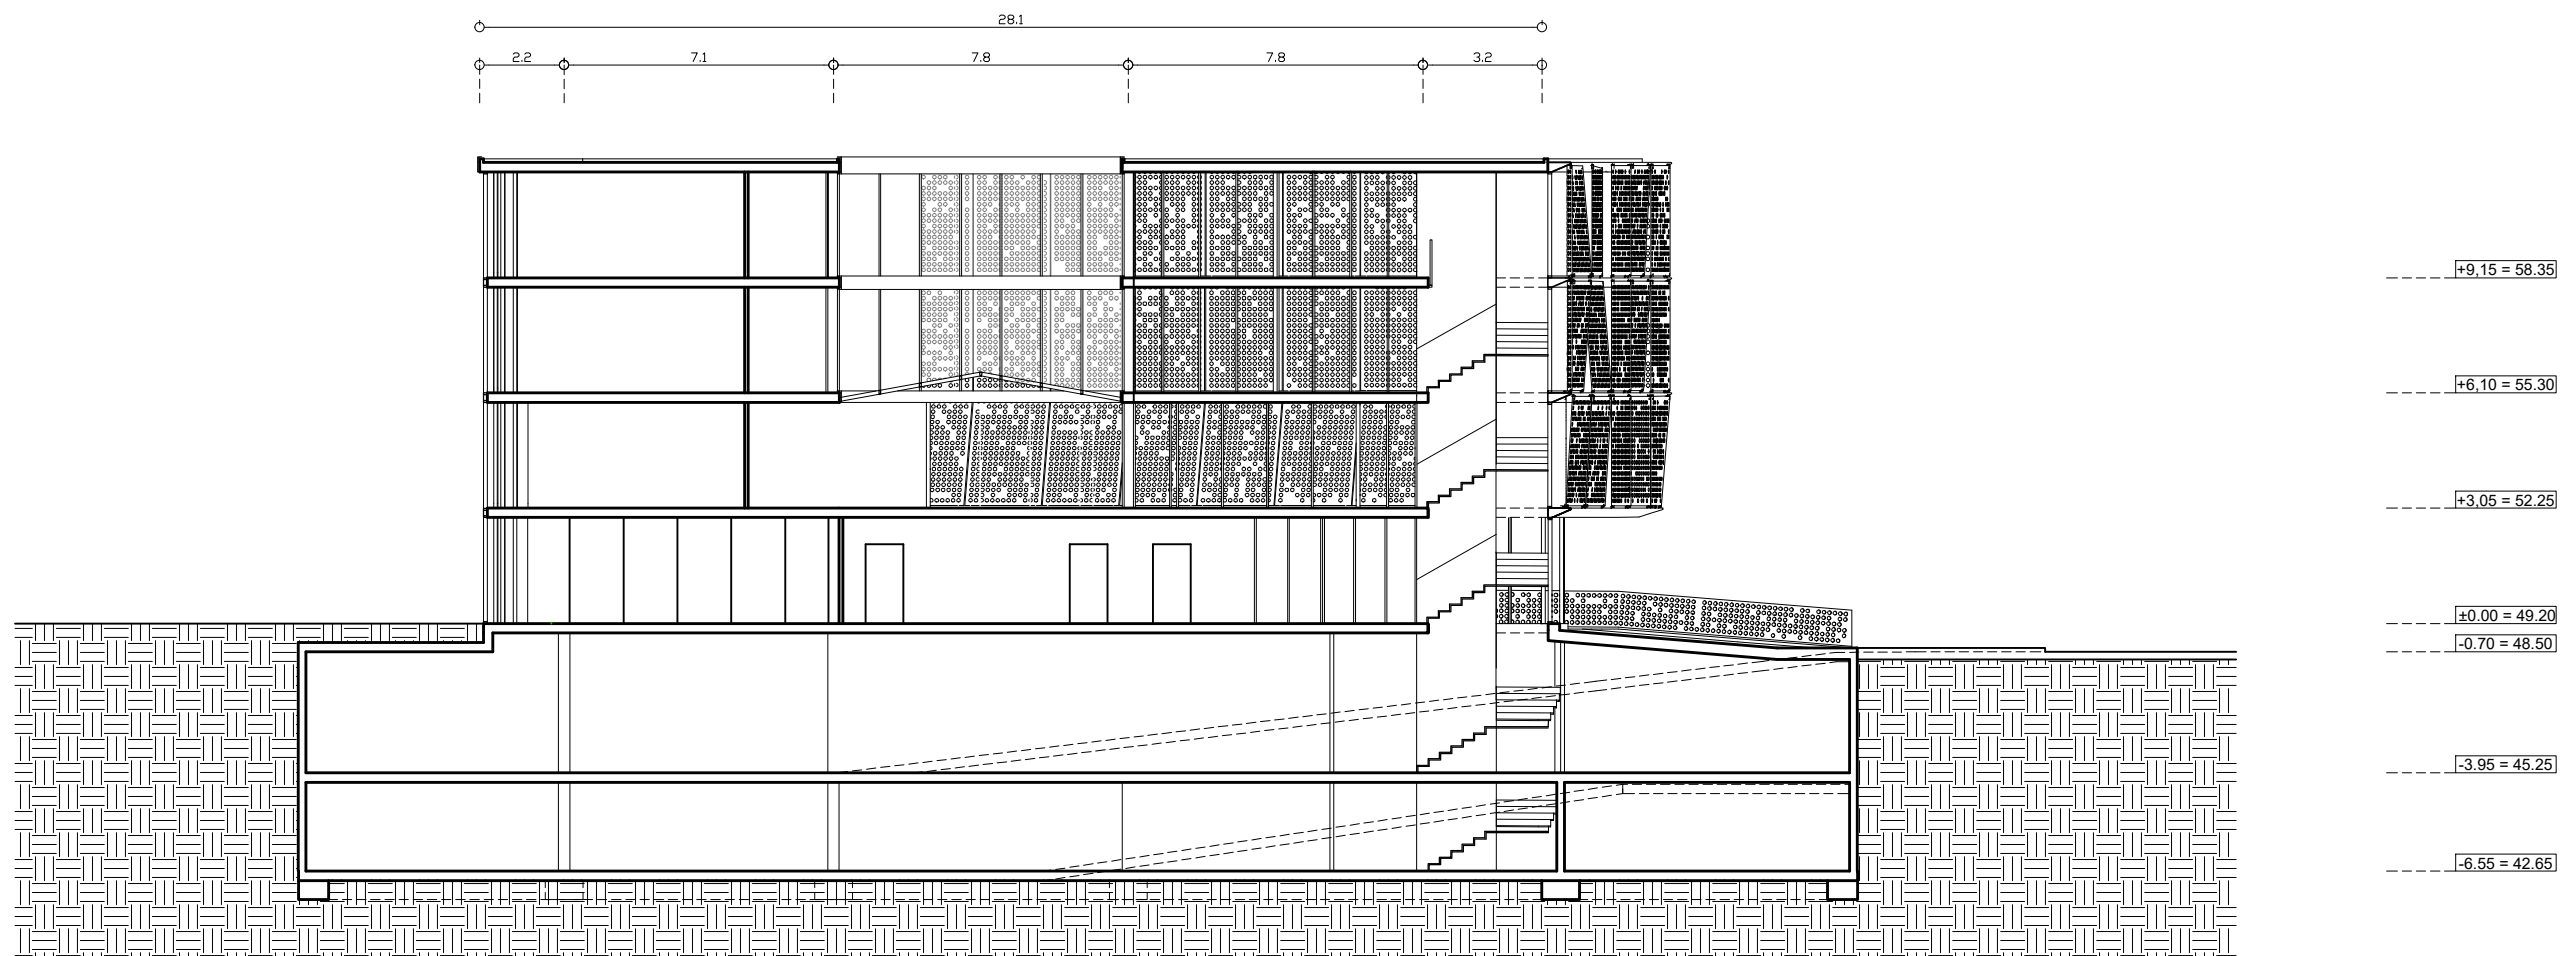 28.1
2.2 7.1 7.8 7.8 3.2
+9,15 = 58.35
+6,10 = 55.30
+3,05 = 52.25
±0.00 = 49.20
-0.70 = 48.50
-3.95 = 45.25
-6.55 = 42.65